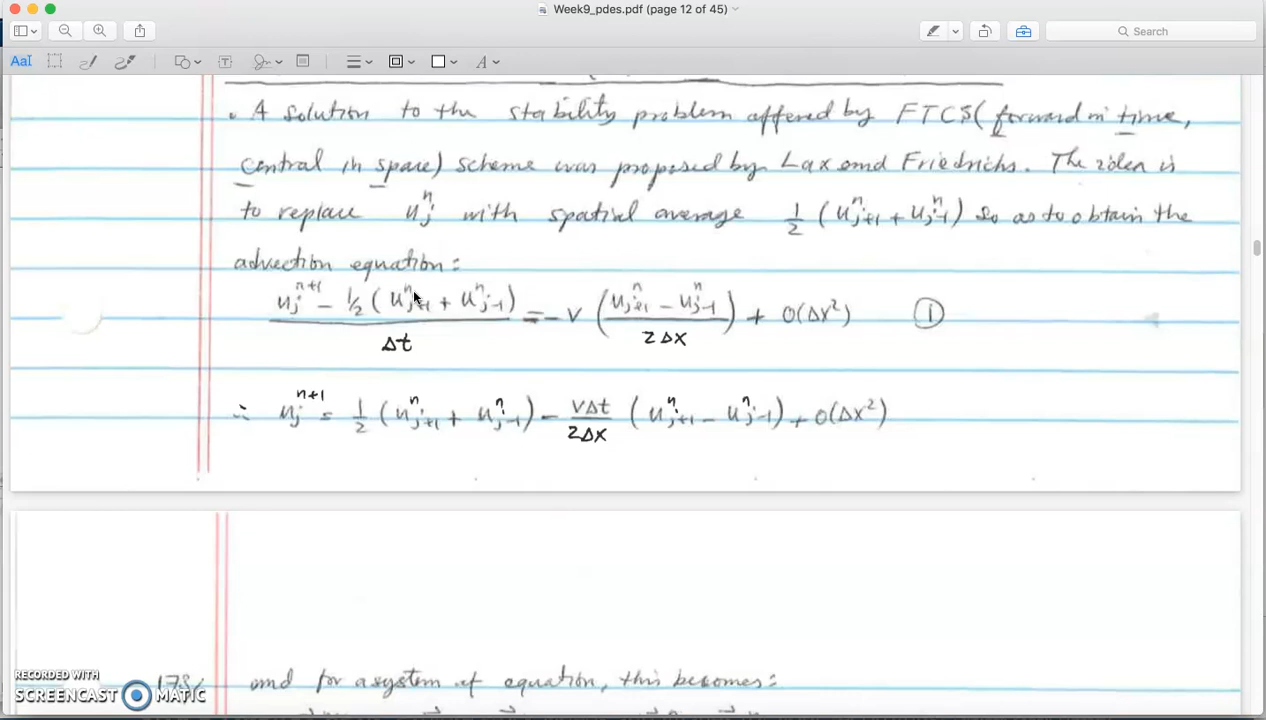 Week9_pdes.pdf (page 12 of 45)
Search
AaI
. A solution to the stability problem offered by FTCS (forward in time,
central in space) scheme was proposed by Lax and Friedrichs. The idea is
to replace u_j^n with spatial average 1/2 (u_{j+1}^n + u_{j-1}^n) so as to obtain the
advection equation:
(u_j^{n+1} - 1/2 (u_{j+1}^n + u_{j-1}^n)) / Δt = -v ((u_{j+1}^n - u_{j-1}^n) / 2Δx) + O(Δx²) ①
∴ u_j^{n+1} = 1/2 (u_{j+1}^n + u_{j-1}^n) - vΔt/2Δx (u_{j+1}^n - u_{j-1}^n) + O(Δx²)
and for a system of equation, this becomes:
RECORDED WITH
SCREENCAST MATIC